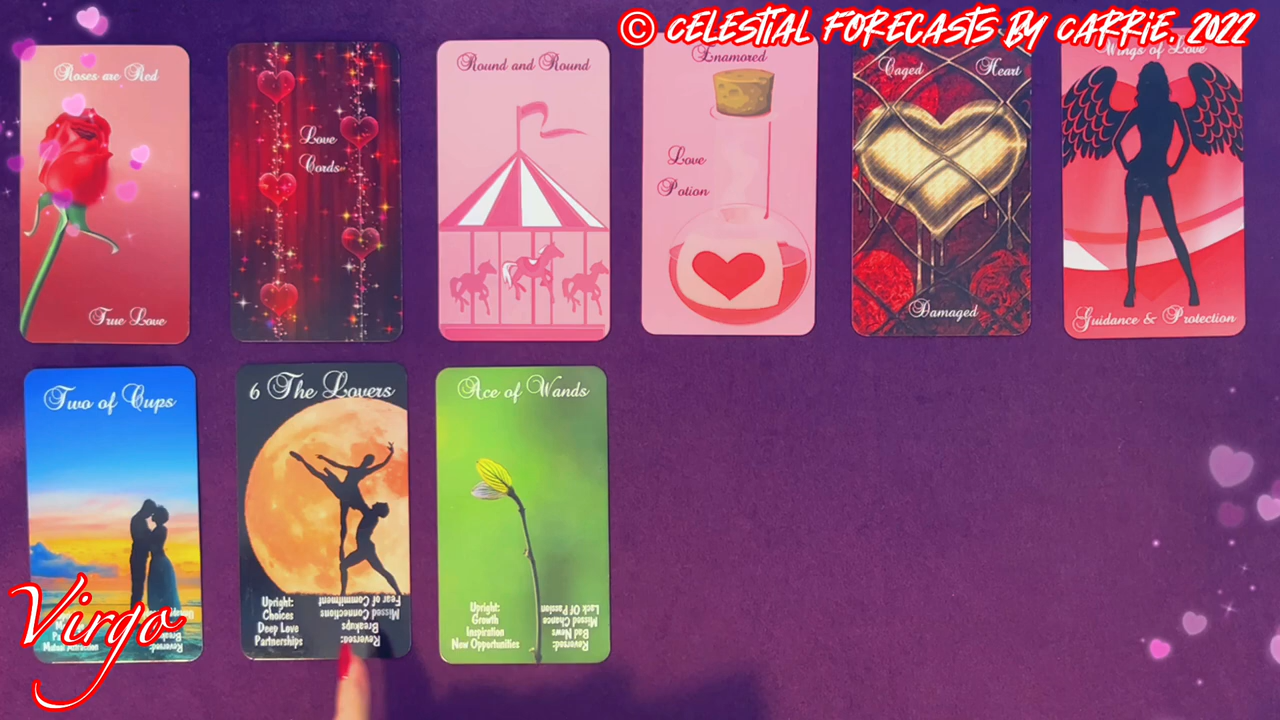 © CELESTIAL FORECASTS BY CARRIE. 2022
Roses are Red
True Love
Love
Cords
Round and Round
Enamored
Love
Potion
Caged Heart
Damaged
Wings of Love
Guidance & Protection
Two of Cups
Mutual Attraction
Reversed:
6 The Lovers
Upright:
Choices
Deep Love
Partnerships
Reversed:
Breakups
Missed Connections
Fear of Commitment
Ace of Wands
Upright:
Growth
Inspiration
New Opportunities
Reversed:
Bad News
Missed Chance
Lack Of Passion
Virgo